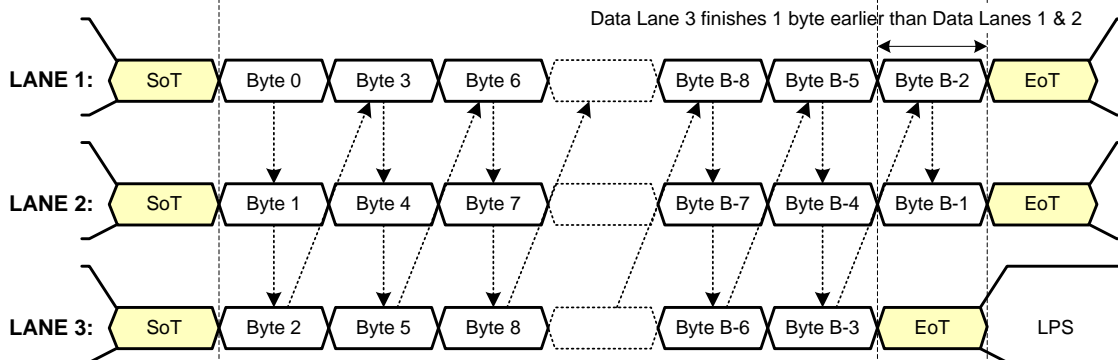 Data Lane 3 finishes 1 byte earlier than Data Lanes 1 & 2
LANE 1: SoT Byte 0 Byte 3 Byte 6 Byte B-8 Byte B-5 Byte B-2 EoT
LANE 2: SoT Byte 1 Byte 4 Byte 7 Byte B-7 Byte B-4 Byte B-1 EoT
LANE 3: SoT Byte 2 Byte 5 Byte 8 Byte B-6 Byte B-3 EoT LPS